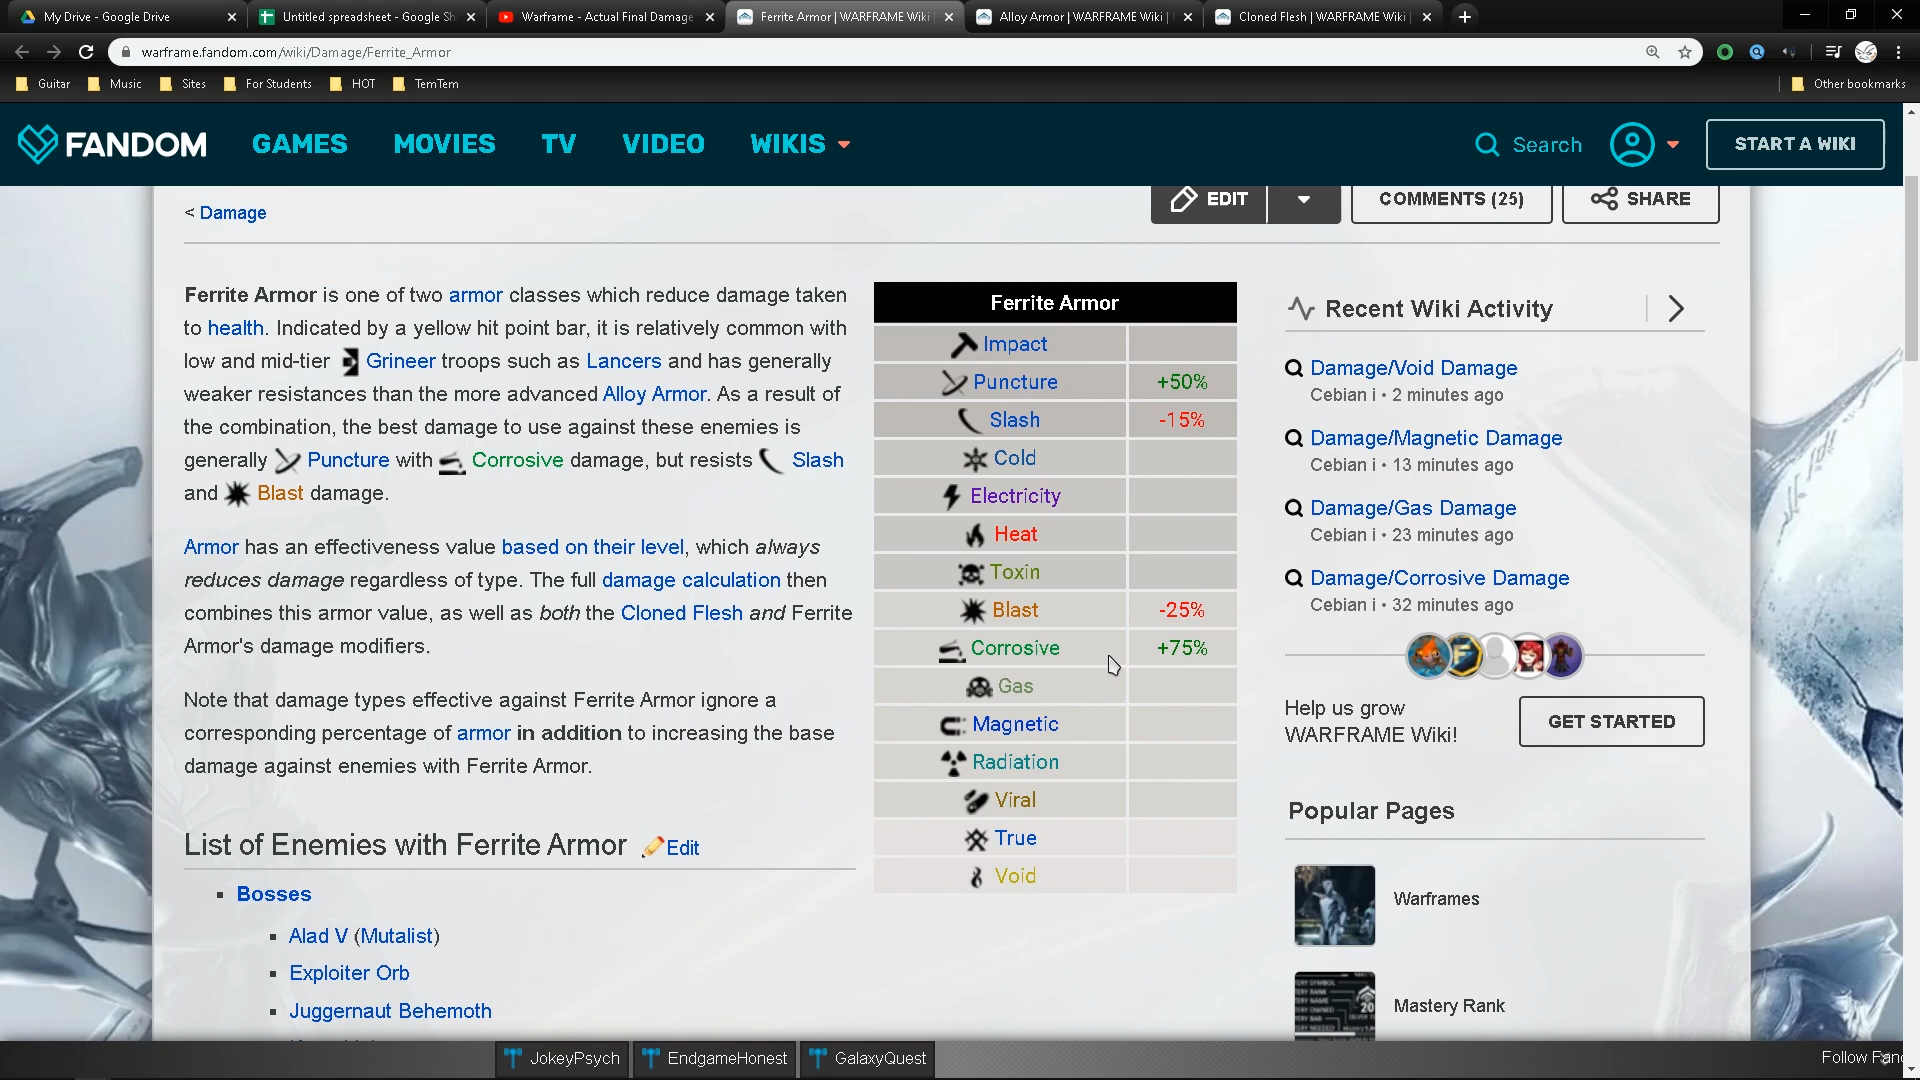 My Drive - Google Drive
Untitled spreadsheet - Google Sh
Warframe - Actual Final Damage
Ferrite Armor | WARFRAME Wiki
Alloy Armor | WARFRAME Wiki |
Cloned Flesh | WARFRAME Wiki
warframe.fandom.com/wiki/Damage/Ferrite_Armor
Guitar
Music
Sites
For Students
HOT
TemTem
Other bookmarks
FANDOM
GAMES
MOVIES
TV
VIDEO
WIKIS
Search
START A WIKI
< Damage
EDIT
COMMENTS (25)
SHARE
Ferrite Armor is one of two armor classes which reduce damage taken
to health. Indicated by a yellow hit point bar, it is relatively common with
low and mid-tier Grineer troops such as Lancers and has generally
weaker resistances than the more advanced Alloy Armor. As a result of
the combination, the best damage to use against these enemies is
generally Puncture with Corrosive damage, but resists Slash
and Blast damage.
Armor has an effectiveness value based on their level, which always
reduces damage regardless of type. The full damage calculation then
combines this armor value, as well as both the Cloned Flesh and Ferrite
Armor's damage modifiers.
Note that damage types effective against Ferrite Armor ignore a
corresponding percentage of armor in addition to increasing the base
damage against enemies with Ferrite Armor.
List of Enemies with Ferrite Armor Edit
Bosses
Alad V (Mutalist)
Exploiter Orb
Juggernaut Behemoth
Ferrite Armor
Impact
Puncture +50%
Slash -15%
Cold
Electricity
Heat
Toxin
Blast -25%
Corrosive +75%
Gas
Magnetic
Radiation
Viral
True
Void
Recent Wiki Activity
Damage/Void Damage
Cebian i • 2 minutes ago
Damage/Magnetic Damage
Cebian i • 13 minutes ago
Damage/Gas Damage
Cebian i • 23 minutes ago
Damage/Corrosive Damage
Cebian i • 32 minutes ago
Help us grow
WARFRAME Wiki!
GET STARTED
Popular Pages
Warframes
Mastery Rank
JokeyPsych
EndgameHonest
GalaxyQuest
Follow